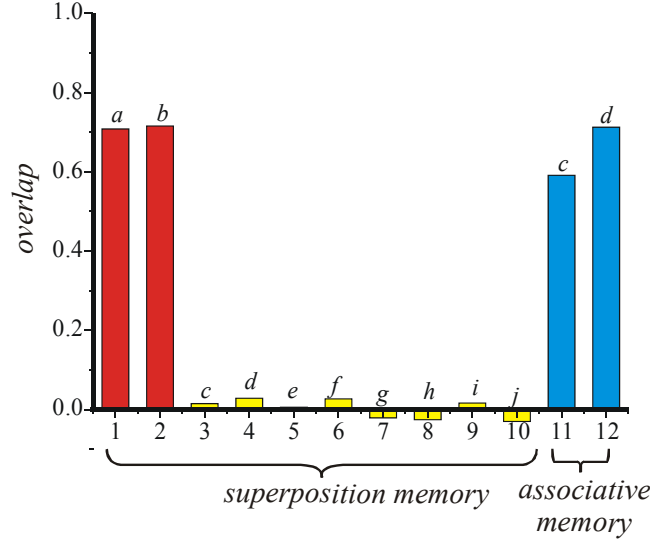 1.0
0.8
0.6
0.4
0.2
0.0
overlap
a b c d e f g h i j c d
1 2 3 4 5 6 7 8 9 10 11 12
superposition memory
associative
memory